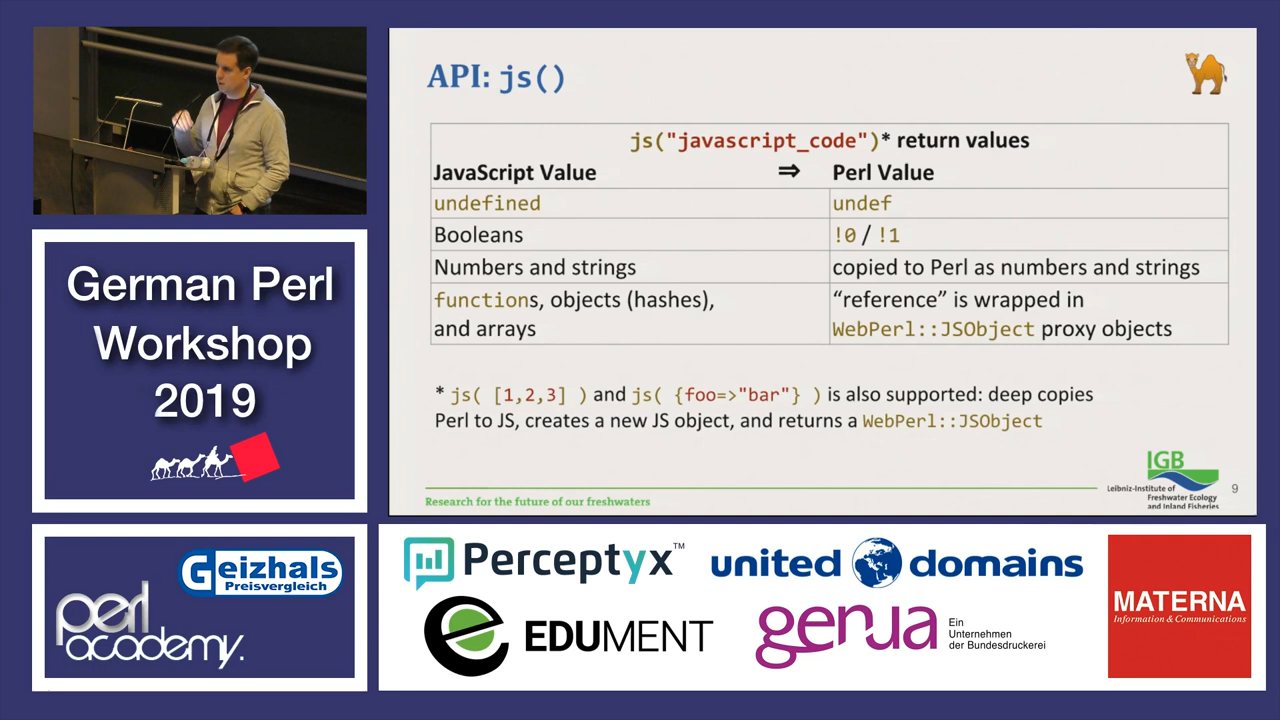 API: js()
js("javascript_code")* return values
JavaScript Value ⇒ Perl Value
undefined undef
Booleans !0 / !1
Numbers and strings copied to Perl as numbers and strings
functions, objects (hashes), and arrays “reference” is wrapped in WebPerl::JSObject proxy objects
* js( [1,2,3] ) and js( {foo=>"bar"} ) is also supported: deep copies
Perl to JS, creates a new JS object, and returns a WebPerl::JSObject
IGB
Leibniz-Institute of
Freshwater Ecology
and Inland Fisheries
9
Research for the future of our freshwaters
German Perl
Workshop
2019
Geizhals
Preisvergleich
perl
academy.
Perceptyx™
united domains
EDUMENT
genua
Ein
Unternehmen
der Bundesdruckerei
MATERNA
Information & Communications